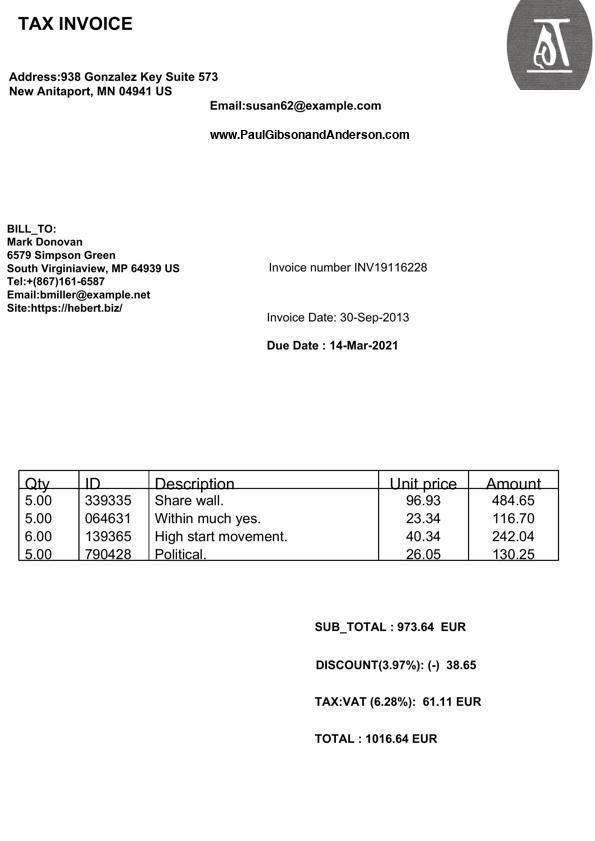 TAX INVOICE
Address:938 Gonzalez Key Suite 573
New Anitaport, MN 04941 US
Email:susan62@example.com
www.PaulGibsonandAnderson.com
BILL_TO:
Mark Donovan
6579 Simpson Green
South Virginiaview, MP 64939 US
Tel:+(867)161-6587
Email:bmiller@example.net
Site:https://hebert.biz/
Invoice number INV19116228
Invoice Date: 30-Sep-2013
Due Date : 14-Mar-2021
Qty ID Description Unit price Amount
5.00 339335 Share wall. 96.93 484.65
5.00 064631 Within much yes. 23.34 116.70
6.00 139365 High start movement. 40.34 242.04
5.00 790428 Political. 26.05 130.25
SUB_TOTAL : 973.64 EUR
DISCOUNT(3.97%): (-) 38.65
TAX:VAT (6.28%): 61.11 EUR
TOTAL : 1016.64 EUR